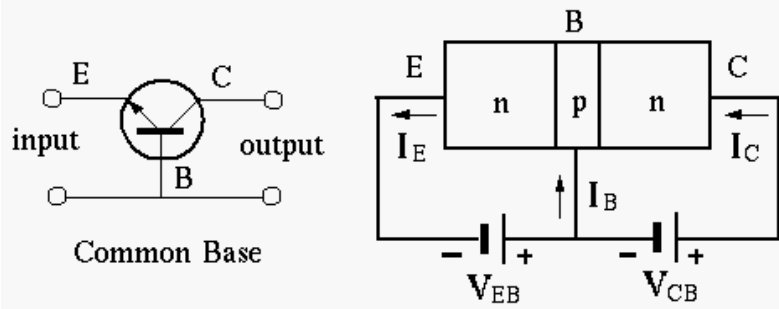 E
C
input
output
B
Common Base
B
E
C
n
p
n
I_E
I_C
I_B
- +
- +
V_EB
V_CB